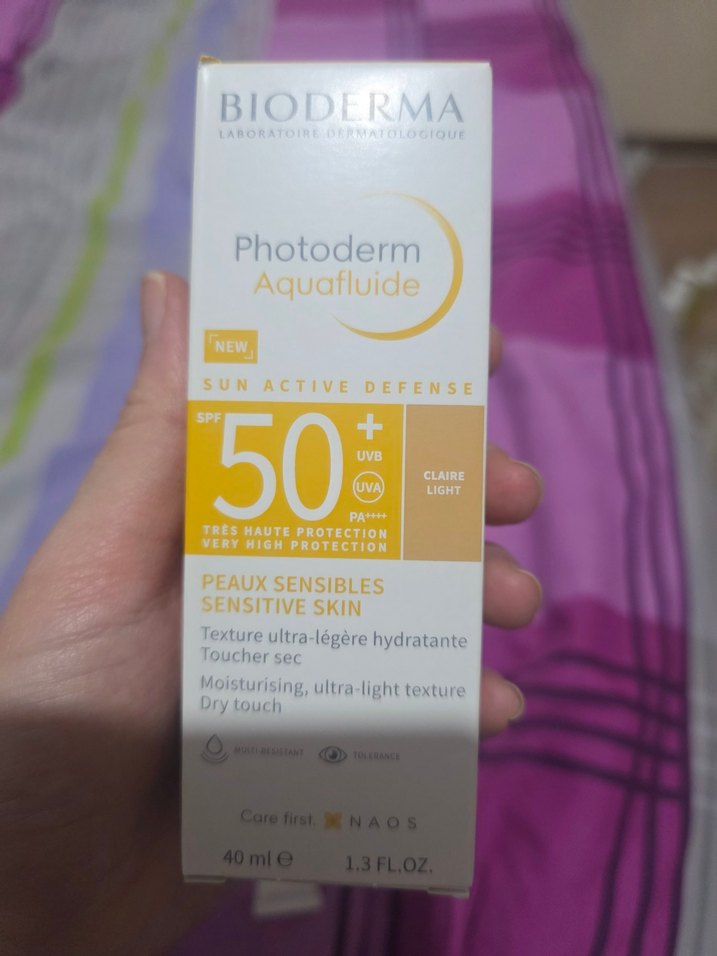 BIODERMA
LABORATOIRE DERMATOLOGIQUE
Photoderm
Aquafluide
NEW
SUN ACTIVE DEFENSE
SPF 50+
UVB
UVA
PA++++
TRÈS HAUTE PROTECTION
VERY HIGH PROTECTION
CLAIRE
LIGHT
PEAUX SENSIBLES
SENSITIVE SKIN
Texture ultra-légère hydratante
Toucher sec
Moisturising, ultra-light texture
Dry touch
MULTI-RESISTANT TOLERANCE
Care first. NAOS
40 ml ℮ 1.3 FL.OZ.